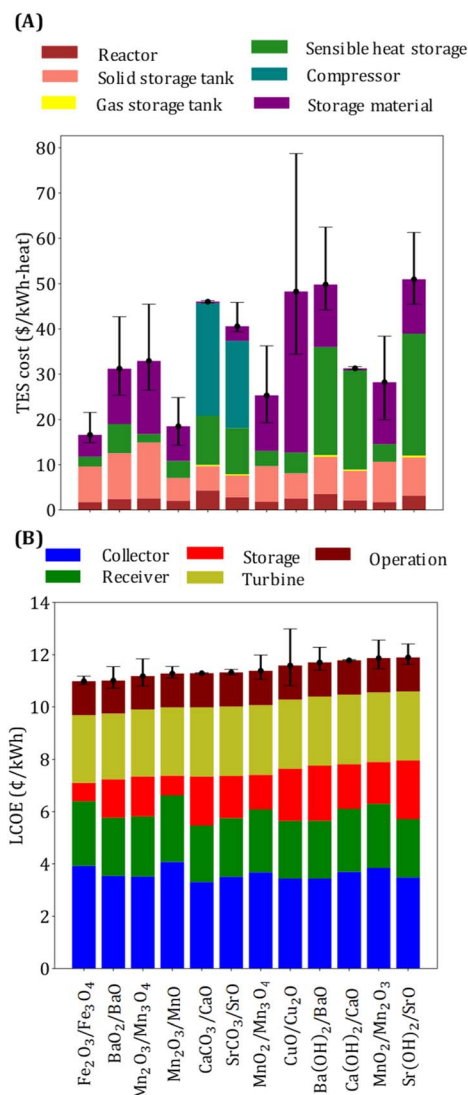 (A)
Reactor
Solid storage tank
Gas storage tank
Sensible heat storage
Compressor
Storage material
TES cost ($/kWh-heat)
80
70
60
50
40
30
20
10
0
(B)
Collector
Receiver
Storage
Turbine
Operation
LCOE (¢/kWh)
14
12
10
8
6
4
2
0
Fe₂O₃/Fe₃O₄
BaO₂/BaO
Mn₂O₃/Mn₃O₄
Mn₂O₃/MnO
CaCO₃/CaO
SrCO₃/SrO
MnO₂/Mn₃O₄
CuO/Cu₂O
Ba(OH)₂/BaO
Ca(OH)₂/CaO
MnO₂/Mn₂O₃
Sr(OH)₂/SrO